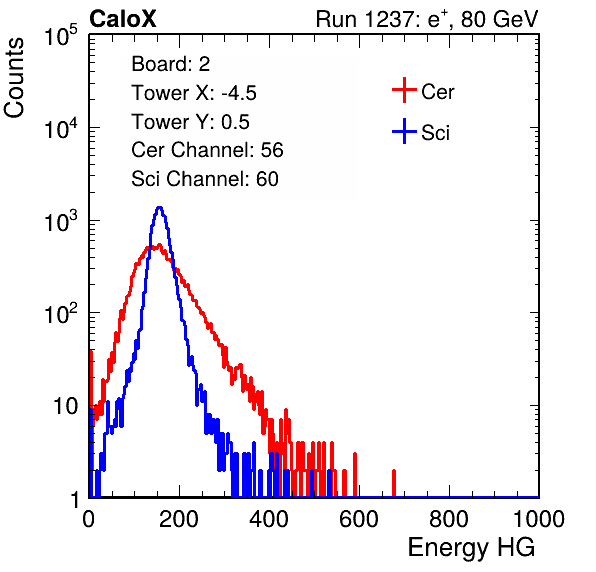 CaloX
Run 1237: e+, 80 GeV
Counts
Board: 2
Tower X: -4.5
Tower Y: 0.5
Cer Channel: 56
Sci Channel: 60
Cer
Sci
10^5
10^4
10^3
10^2
10
1
0 200 400 600 800 1000
Energy HG